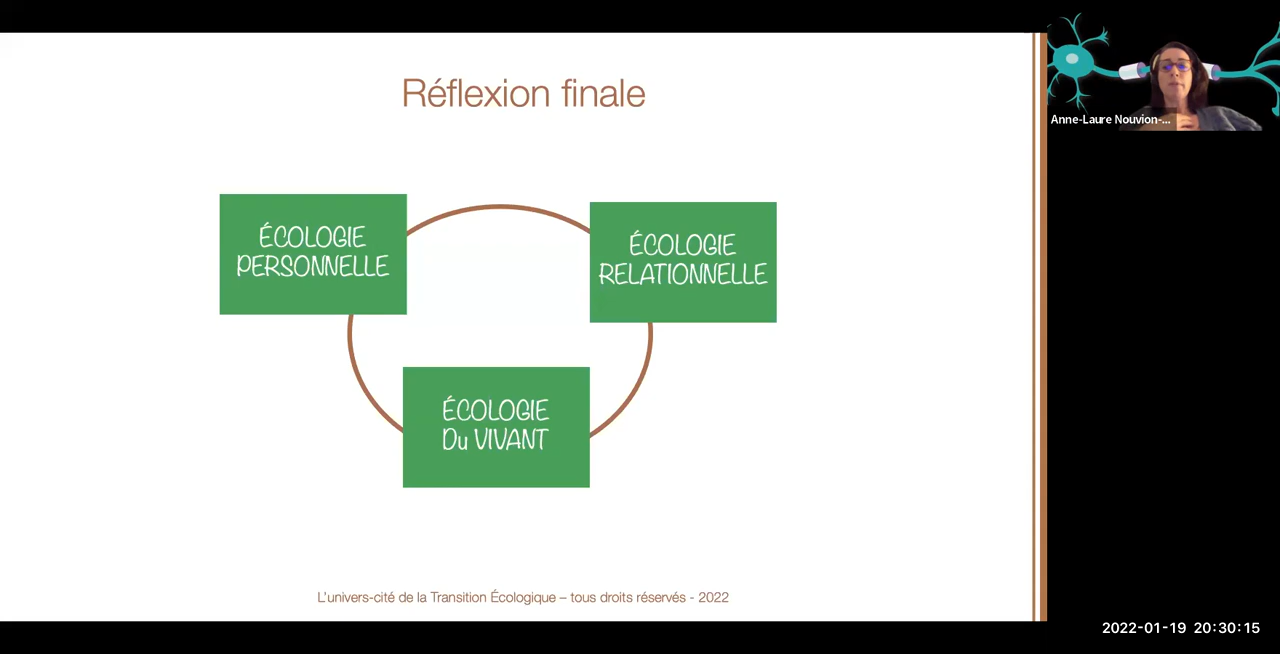 Réflexion finale
ÉCOLOGIE
PERSONNELLE
ÉCOLOGIE
RELATIONNELLE
ÉCOLOGIE
Du VIVANT
L'univers-cité de la Transition Écologique – tous droits réservés - 2022
Anne-Laure Nouvion-...
2022-01-19 20:30:15